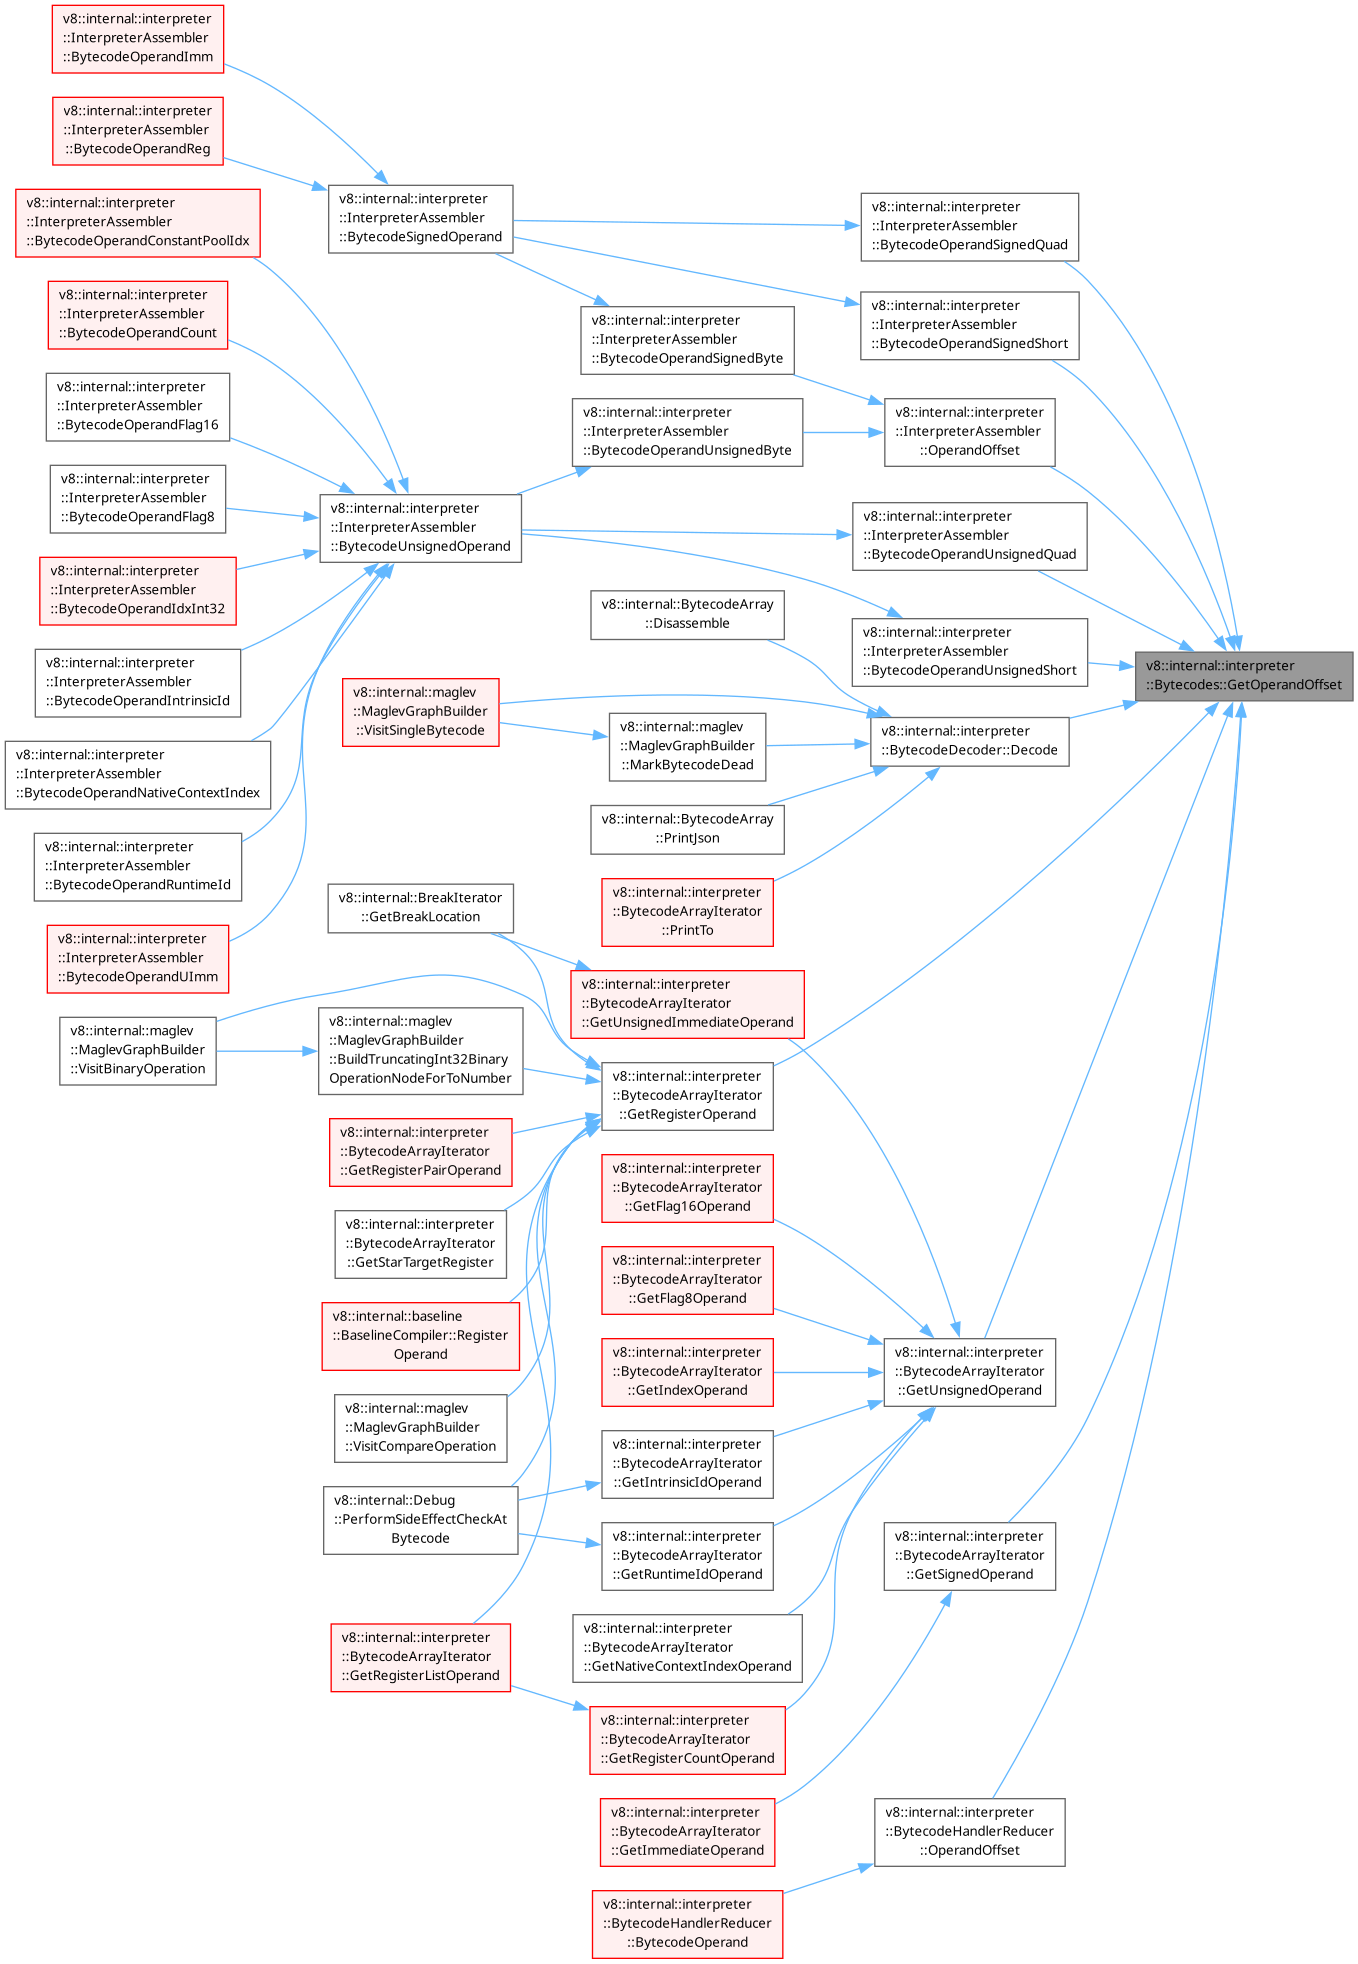 v8::internal::interpreter
::InterpreterAssembler
::BytecodeOperandImm
v8::internal::interpreter
::InterpreterAssembler
::BytecodeOperandReg
v8::internal::interpreter
::InterpreterAssembler
::BytecodeOperandConstantPoolIdx
v8::internal::interpreter
::InterpreterAssembler
::BytecodeOperandCount
v8::internal::interpreter
::InterpreterAssembler
::BytecodeOperandFlag16
v8::internal::interpreter
::InterpreterAssembler
::BytecodeOperandFlag8
v8::internal::interpreter
::InterpreterAssembler
::BytecodeOperandIdxInt32
v8::internal::interpreter
::InterpreterAssembler
::BytecodeOperandIntrinsicId
v8::internal::interpreter
::InterpreterAssembler
::BytecodeOperandNativeContextIndex
v8::internal::interpreter
::InterpreterAssembler
::BytecodeOperandRuntimeId
v8::internal::interpreter
::InterpreterAssembler
::BytecodeOperandUImm
v8::internal::maglev
::MaglevGraphBuilder
::VisitBinaryOperation
v8::internal::interpreter
::InterpreterAssembler
::BytecodeSignedOperand
v8::internal::interpreter
::InterpreterAssembler
::BytecodeUnsignedOperand
v8::internal::maglev
::MaglevGraphBuilder
::VisitSingleBytecode
v8::internal::BreakIterator
::GetBreakLocation
v8::internal::maglev
::MaglevGraphBuilder
::BuildTruncatingInt32Binary
OperationNodeForToNumber
v8::internal::interpreter
::BytecodeArrayIterator
::GetRegisterPairOperand
v8::internal::interpreter
::BytecodeArrayIterator
::GetStarTargetRegister
v8::internal::baseline
::BaselineCompiler::Register
Operand
v8::internal::maglev
::MaglevGraphBuilder
::VisitCompareOperation
v8::internal::Debug
::PerformSideEffectCheckAt
Bytecode
v8::internal::interpreter
::BytecodeArrayIterator
::GetRegisterListOperand
v8::internal::interpreter
::InterpreterAssembler
::BytecodeOperandSignedByte
v8::internal::interpreter
::InterpreterAssembler
::BytecodeOperandUnsignedByte
v8::internal::BytecodeArray
::Disassemble
v8::internal::maglev
::MaglevGraphBuilder
::MarkBytecodeDead
v8::internal::BytecodeArray
::PrintJson
v8::internal::interpreter
::BytecodeArrayIterator
::PrintTo
v8::internal::interpreter
::BytecodeArrayIterator
::GetUnsignedImmediateOperand
v8::internal::interpreter
::BytecodeArrayIterator
::GetRegisterOperand
v8::internal::interpreter
::BytecodeArrayIterator
::GetFlag16Operand
v8::internal::interpreter
::BytecodeArrayIterator
::GetFlag8Operand
v8::internal::interpreter
::BytecodeArrayIterator
::GetIndexOperand
v8::internal::interpreter
::BytecodeArrayIterator
::GetIntrinsicIdOperand
v8::internal::interpreter
::BytecodeArrayIterator
::GetRuntimeIdOperand
v8::internal::interpreter
::BytecodeArrayIterator
::GetNativeContextIndexOperand
v8::internal::interpreter
::BytecodeArrayIterator
::GetRegisterCountOperand
v8::internal::interpreter
::BytecodeArrayIterator
::GetImmediateOperand
v8::internal::interpreter
::BytecodeHandlerReducer
::BytecodeOperand
v8::internal::interpreter
::InterpreterAssembler
::BytecodeOperandSignedQuad
v8::internal::interpreter
::InterpreterAssembler
::BytecodeOperandSignedShort
v8::internal::interpreter
::InterpreterAssembler
::OperandOffset
v8::internal::interpreter
::InterpreterAssembler
::BytecodeOperandUnsignedQuad
v8::internal::interpreter
::InterpreterAssembler
::BytecodeOperandUnsignedShort
v8::internal::interpreter
::BytecodeDecoder::Decode
v8::internal::interpreter
::BytecodeArrayIterator
::GetUnsignedOperand
v8::internal::interpreter
::BytecodeArrayIterator
::GetSignedOperand
v8::internal::interpreter
::BytecodeHandlerReducer
::OperandOffset
v8::internal::interpreter
::Bytecodes::GetOperandOffset